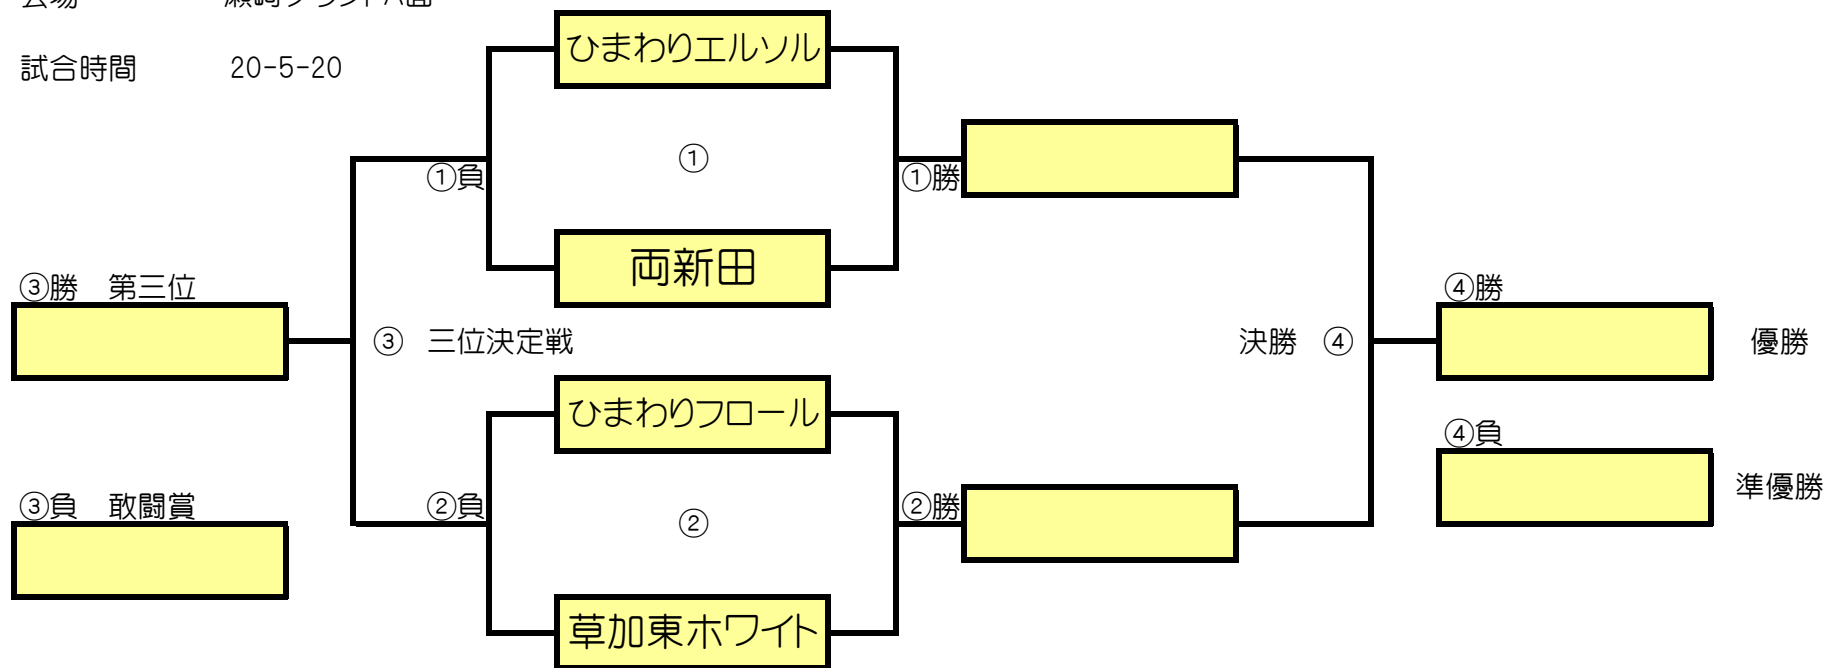 試合時間 20-5-20
ひまわりエルソル
①
①負
①勝
両新田
③勝 第三位
③ 三位決定戦
決勝 ④
④勝
優勝
ひまわりフロール
④負
準優勝
③負 敢闘賞
②負
②
②勝
草加東ホワイト